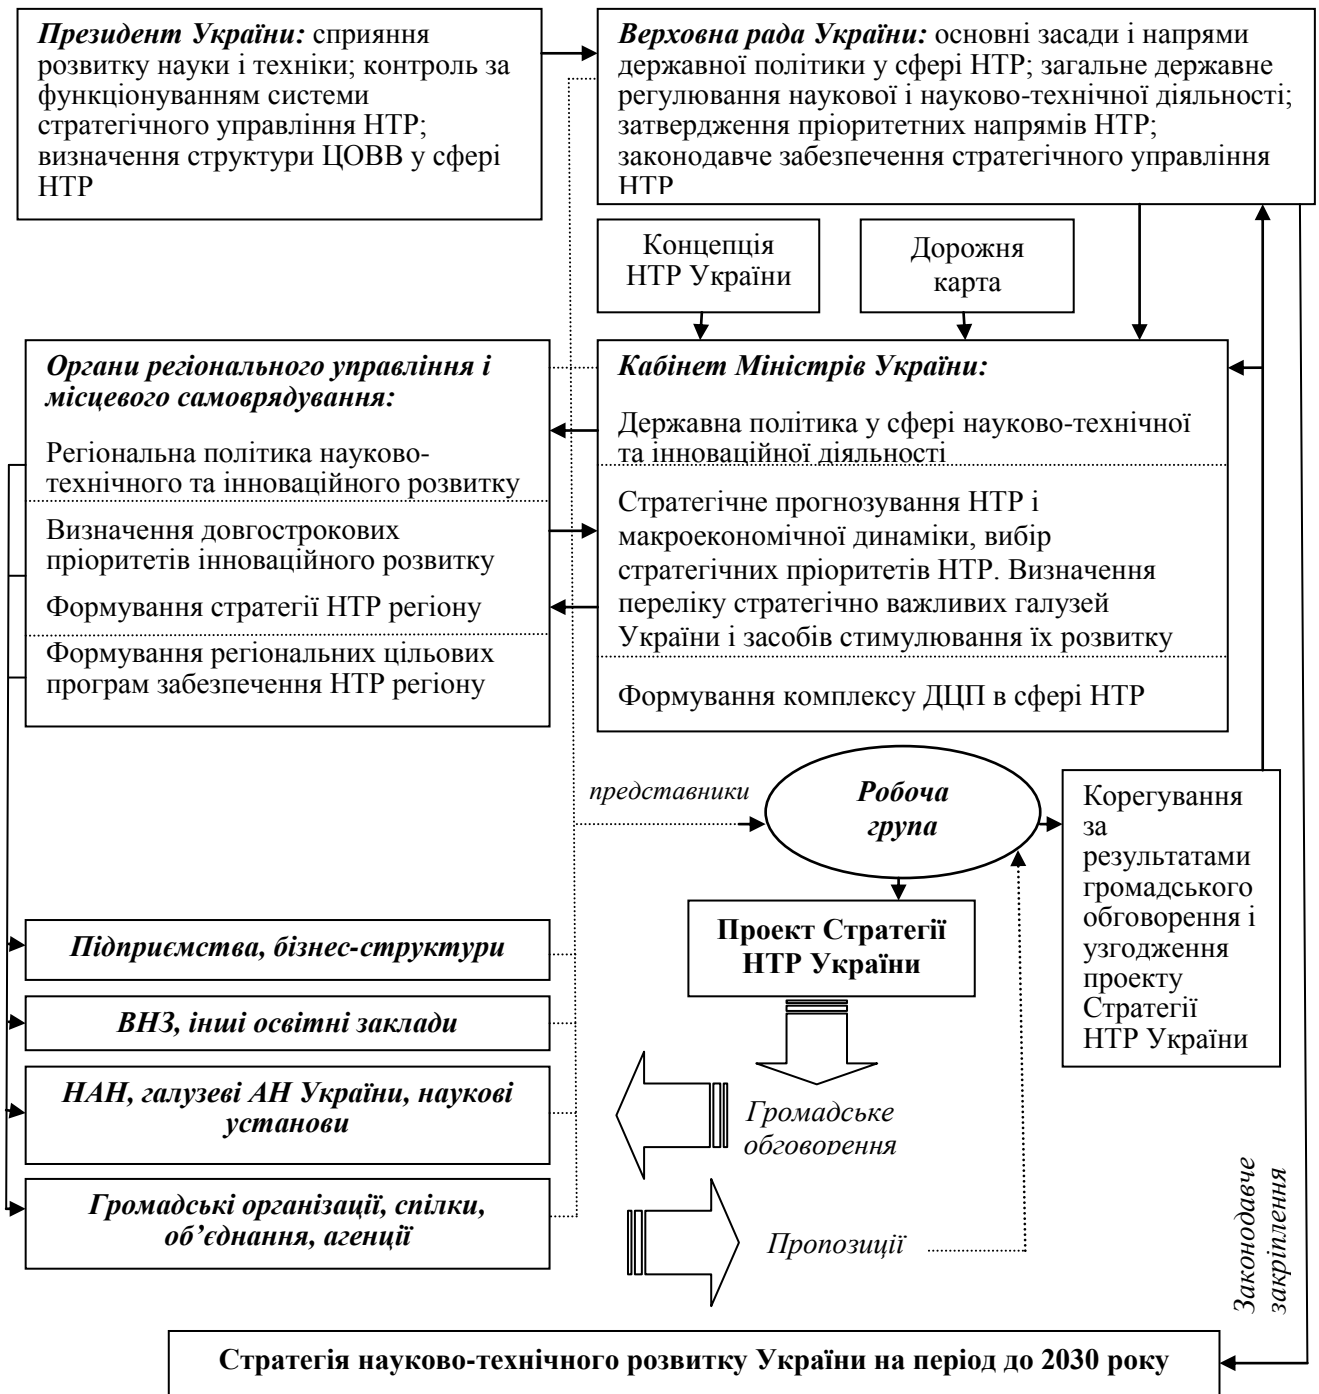 Президент України: сприяння
розвитку науки і техніки; контроль за
функціонуванням системи
стратегічного управління НТР;
визначення структури ЦОВВ у сфері
НТР
Верховна рада України: основні засади і напрями
державної політики у сфері НТР; загальне державне
регулювання наукової і науково-технічної діяльності;
затвердження пріоритетних напрямів НТР;
законодавче забезпечення стратегічного управління
НТР
Концепція
НТР України
Дорожня
карта
Органи регіонального управління і
місцевого самоврядування:
Регіональна політика науково-
технічного та інноваційного розвитку
Визначення довгострокових
пріоритетів інноваційного розвитку
Формування стратегії НТР регіону
Формування регіональних цільових
програм забезпечення НТР регіону
Кабінет Міністрів України:
Державна політика у сфері науково-технічної
та інноваційної діяльності
Стратегічне прогнозування НТР і
макроекономічної динаміки, вибір
стратегічних пріоритетів НТР. Визначення
переліку стратегічно важливих галузей
України і засобів стимулювання їх розвитку
Формування комплексу ДЦП в сфері НТР
представники
Робоча
група
Корегування
за
результатами
громадського
обговорення і
узгодження
проекту
Стратегії
НТР України
Проект Стратегії
НТР України
Підприємства, бізнес-структури
ВНЗ, інші освітні заклади
НАН, галузеві АН України, наукові
установи
Громадські організації, спілки,
об’єднання, агенції
Громадське
обговорення
Пропозиції
Законодавче
закріплення
Стратегія науково-технічного розвитку України на період до 2030 року